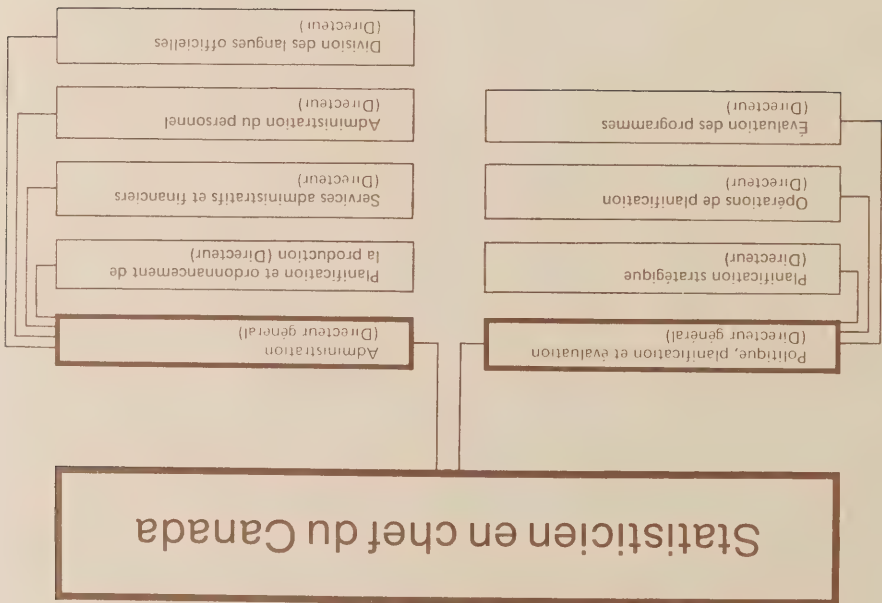 Statisticien en chef du Canada
Politique, planification et évaluation
(Directeur général)
Planification stratégique
(Directeur)
Opérations de planification
(Directeur)
Évaluation des programmes
(Directeur)
Administration
(Directeur général)
Planification et ordonnancement de
la production (Directeur)
Services administratifs et financiers
(Directeur)
Administration du personnel
(Directeur)
Division des langues officielles
(Directeur)